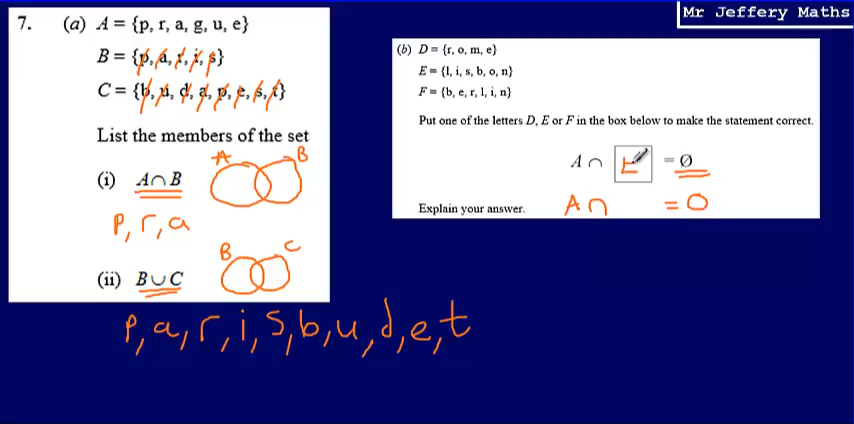 Mr Jeffery Maths
7. (a) A = {p, r, a, g, u, e}
B = {p, a, r, i, s}
C = {b, u, d, a, p, e, s, t}
List the members of the set
A B
(i) A∩B
p, r, a
B C
(ii) B∪C
p, a, r, i, s, b, u, d, e, t
(b) D = {r, o, m, e}
E = {l, i, s, b, o, n}
F = {b, e, r, l, i, n}
Put one of the letters D, E or F in the box below to make the statement correct.
A ∩ E = Ø
Explain your answer.
A ∩ = O